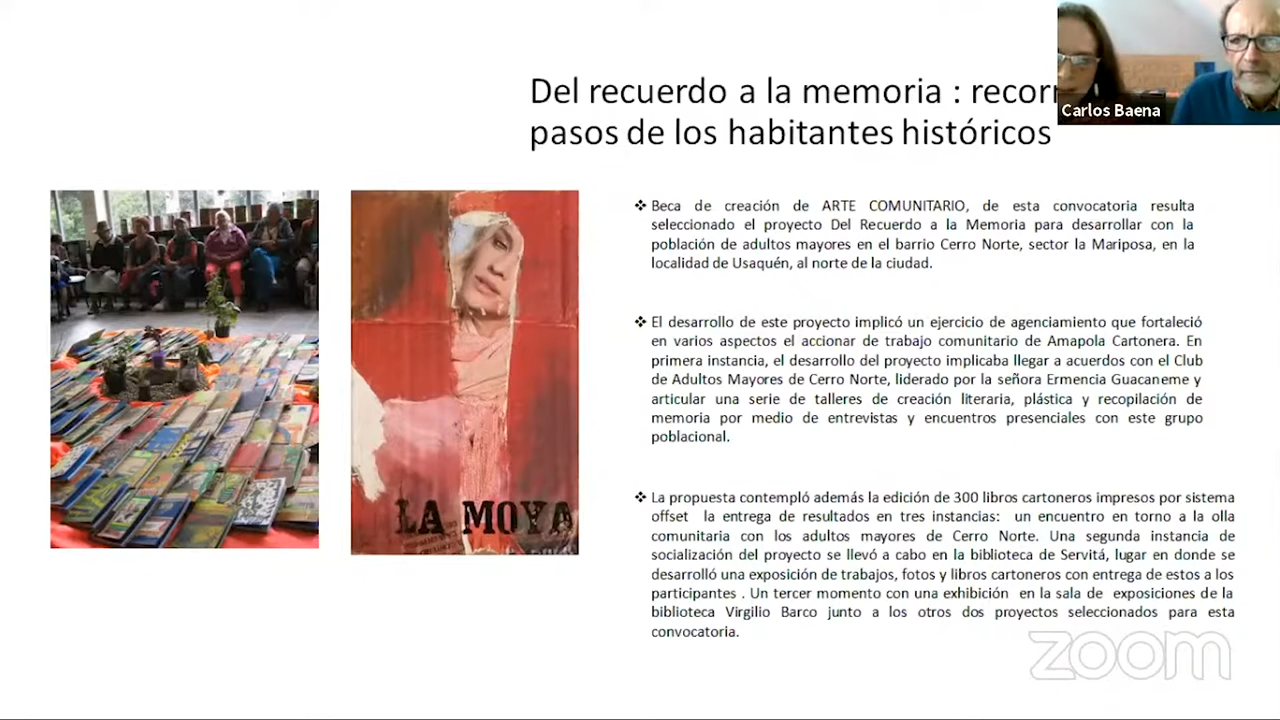 Del recuerdo a la memoria :
pasos de los habitantes históricos
Carlos Baena
LA MOYA
❖ Beca de creación de ARTE COMUNITARIO, de esta convocatoria resulta
seleccionado el proyecto Del Recuerdo a la Memoria para desarrollar con la
población de adultos mayores en el barrio Cerro Norte, sector la Mariposa, en la
localidad de Usaquén, al norte de la ciudad.
❖ El desarrollo de este proyecto implicó un ejercicio de agenciamiento que fortaleció
en varios aspectos el accionar de trabajo comunitario de Amapola Cartonera. En
primera instancia, el desarrollo del proyecto implicaba llegar a acuerdos con el Club
de Adultos Mayores de Cerro Norte, liderado por la señora Ermencia Guacaneme y
articular una serie de talleres de creación literaria, plástica y recopilación de
memoria por medio de entrevistas y encuentros presenciales con este grupo
poblacional.
❖ La propuesta contempló además la edición de 300 libros cartoneros impresos por sistema
offset la entrega de resultados en tres instancias: un encuentro en torno a la olla
comunitaria con los adultos mayores de Cerro Norte. Una segunda instancia de
socialización del proyecto se llevó a cabo en la biblioteca de Servitá, lugar en donde se
desarrolló una exposición de trabajos, fotos y libros cartoneros con entrega de estos a los
participantes . Un tercer momento con una exhibición en la sala de exposiciones de la
biblioteca Virgilio Barco junto a los otros dos proyectos seleccionados para esta
convocatoria.
zoom